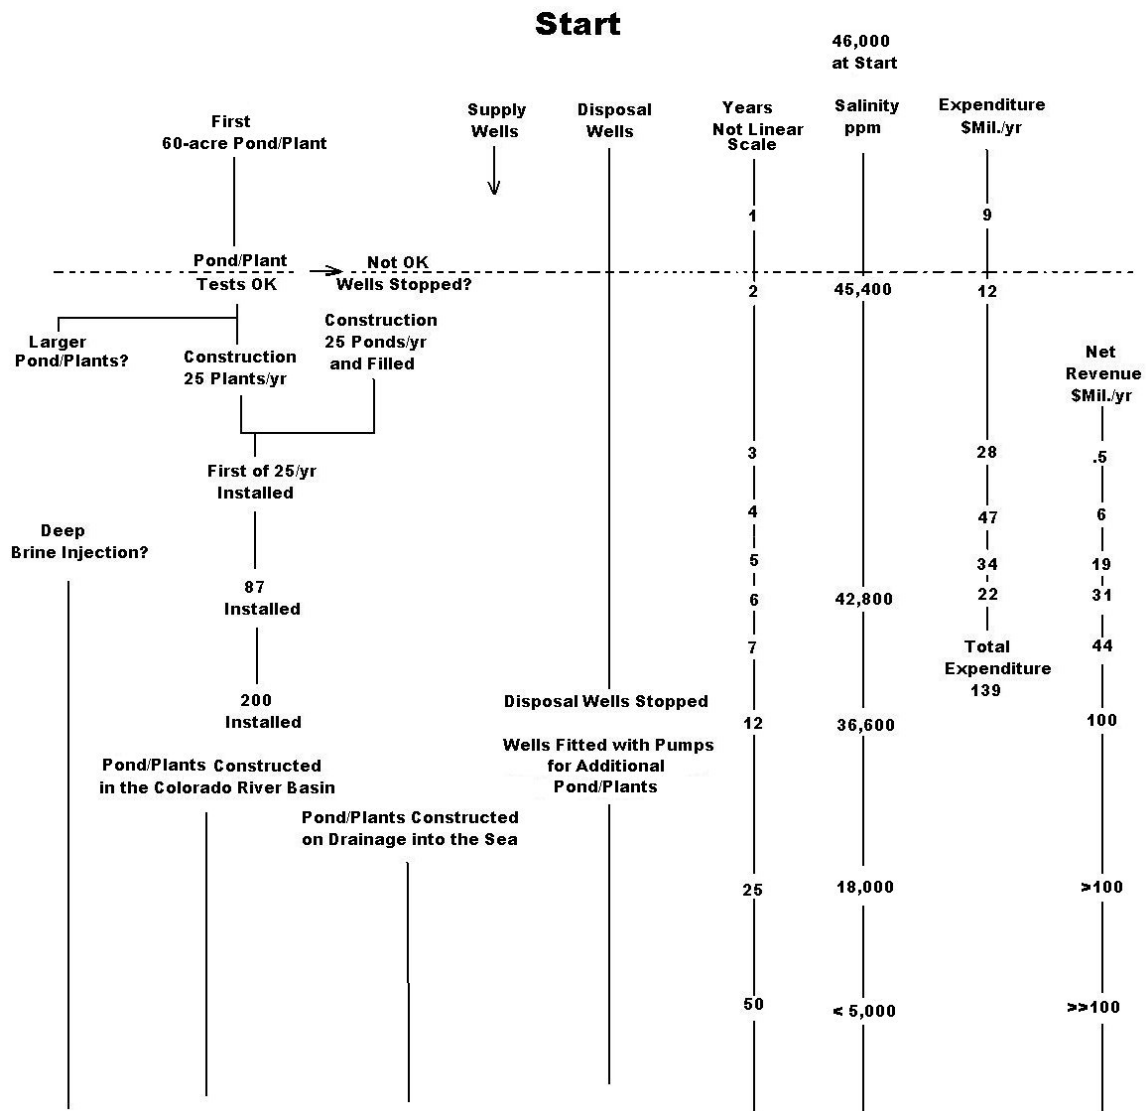 Start
46,000
at Start
First
60-acre Pond/Plant
Supply
Wells
Disposal
Wells
Years
Not Linear
Scale
Salinity
ppm
Expenditure
$Mil./yr
1
9
Pond/Plant
Tests OK
Not OK
Wells Stopped?
2
45,400
12
Larger
Pond/Plants?
Construction
25 Plants/yr
Construction
25 Ponds/yr
and Filled
Net
Revenue
$Mil./yr
First of 25/yr
Installed
3
28
.5
4
47
6
Deep
Brine Injection?
5
34
19
87
Installed
6
42,800
22
31
7
Total
Expenditure
139
44
200
Installed
Disposal Wells Stopped
12
36,600
100
Wells Fitted with Pumps
for Additional
Pond/Plants
Pond/Plants Constructed
in the Colorado River Basin
Pond/Plants Constructed
on Drainage into the Sea
25
18,000
>100
50
< 5,000
>>100